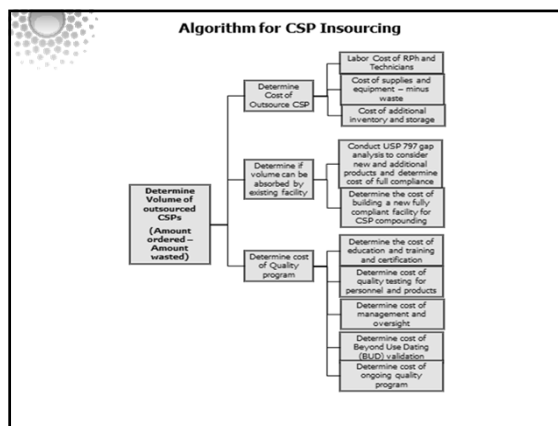 Algorithm for CSP Insourcing
Labor Cost of RPh and
Technicians
Determine
Cost of
Outsource CSP
Cost of supplies and
equipment – minus
waste
Cost of additional
inventory and storage
Determine if
volume can be
absorbed by
existing facility
Conduct USP 797 gap
analysis to consider
new and additional
products and determine
cost of full compliance
Determine the cost of
building a new fully
compliant facility for
CSP compounding
Determine
Volume of
outsourced
CSPs
(Amount
ordered –
Amount
wasted)
Determine cost
of Quality
program
Determine the cost of
education and training
and certification
Determine cost of
quality testing for
personnel and products
Determine cost of
management and
oversight
Determine cost of
Beyond Use Dating
(BUD) validation
Determine cost of
ongoing quality
program